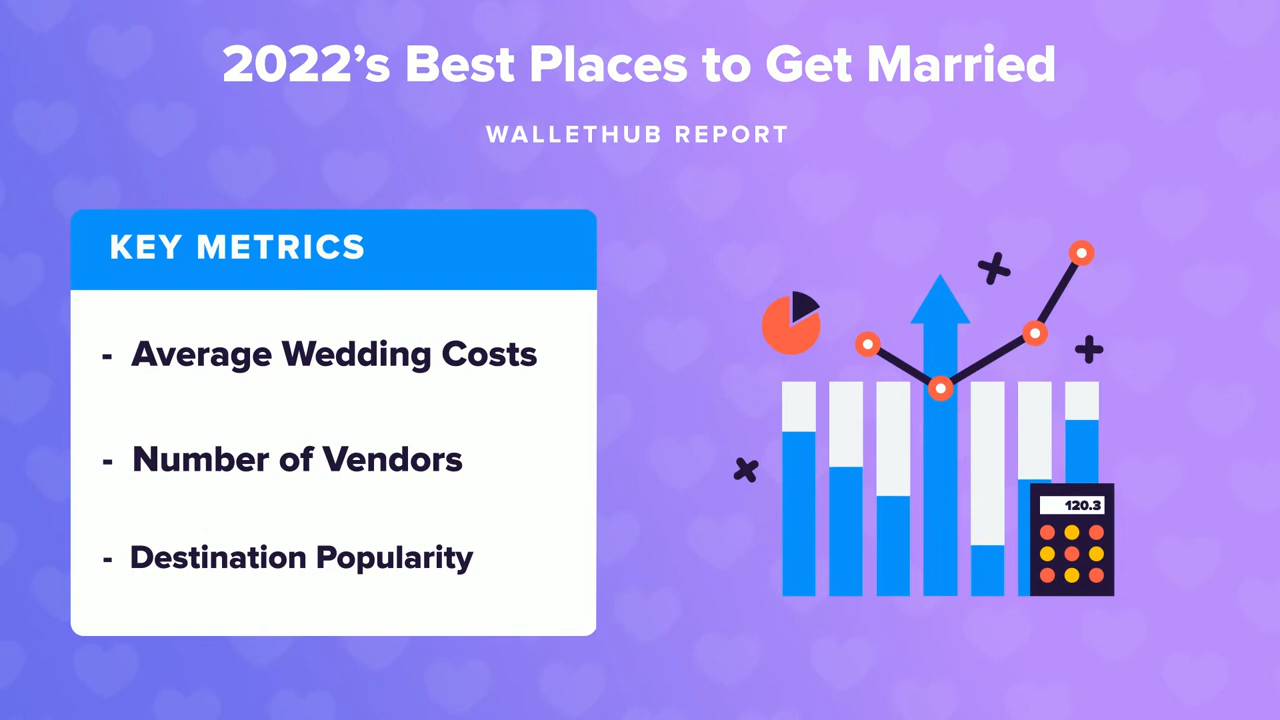 2022’s Best Places to Get Married
WALLETHUB REPORT
KEY METRICS
- Average Wedding Costs
- Number of Vendors
- Destination Popularity
120.3